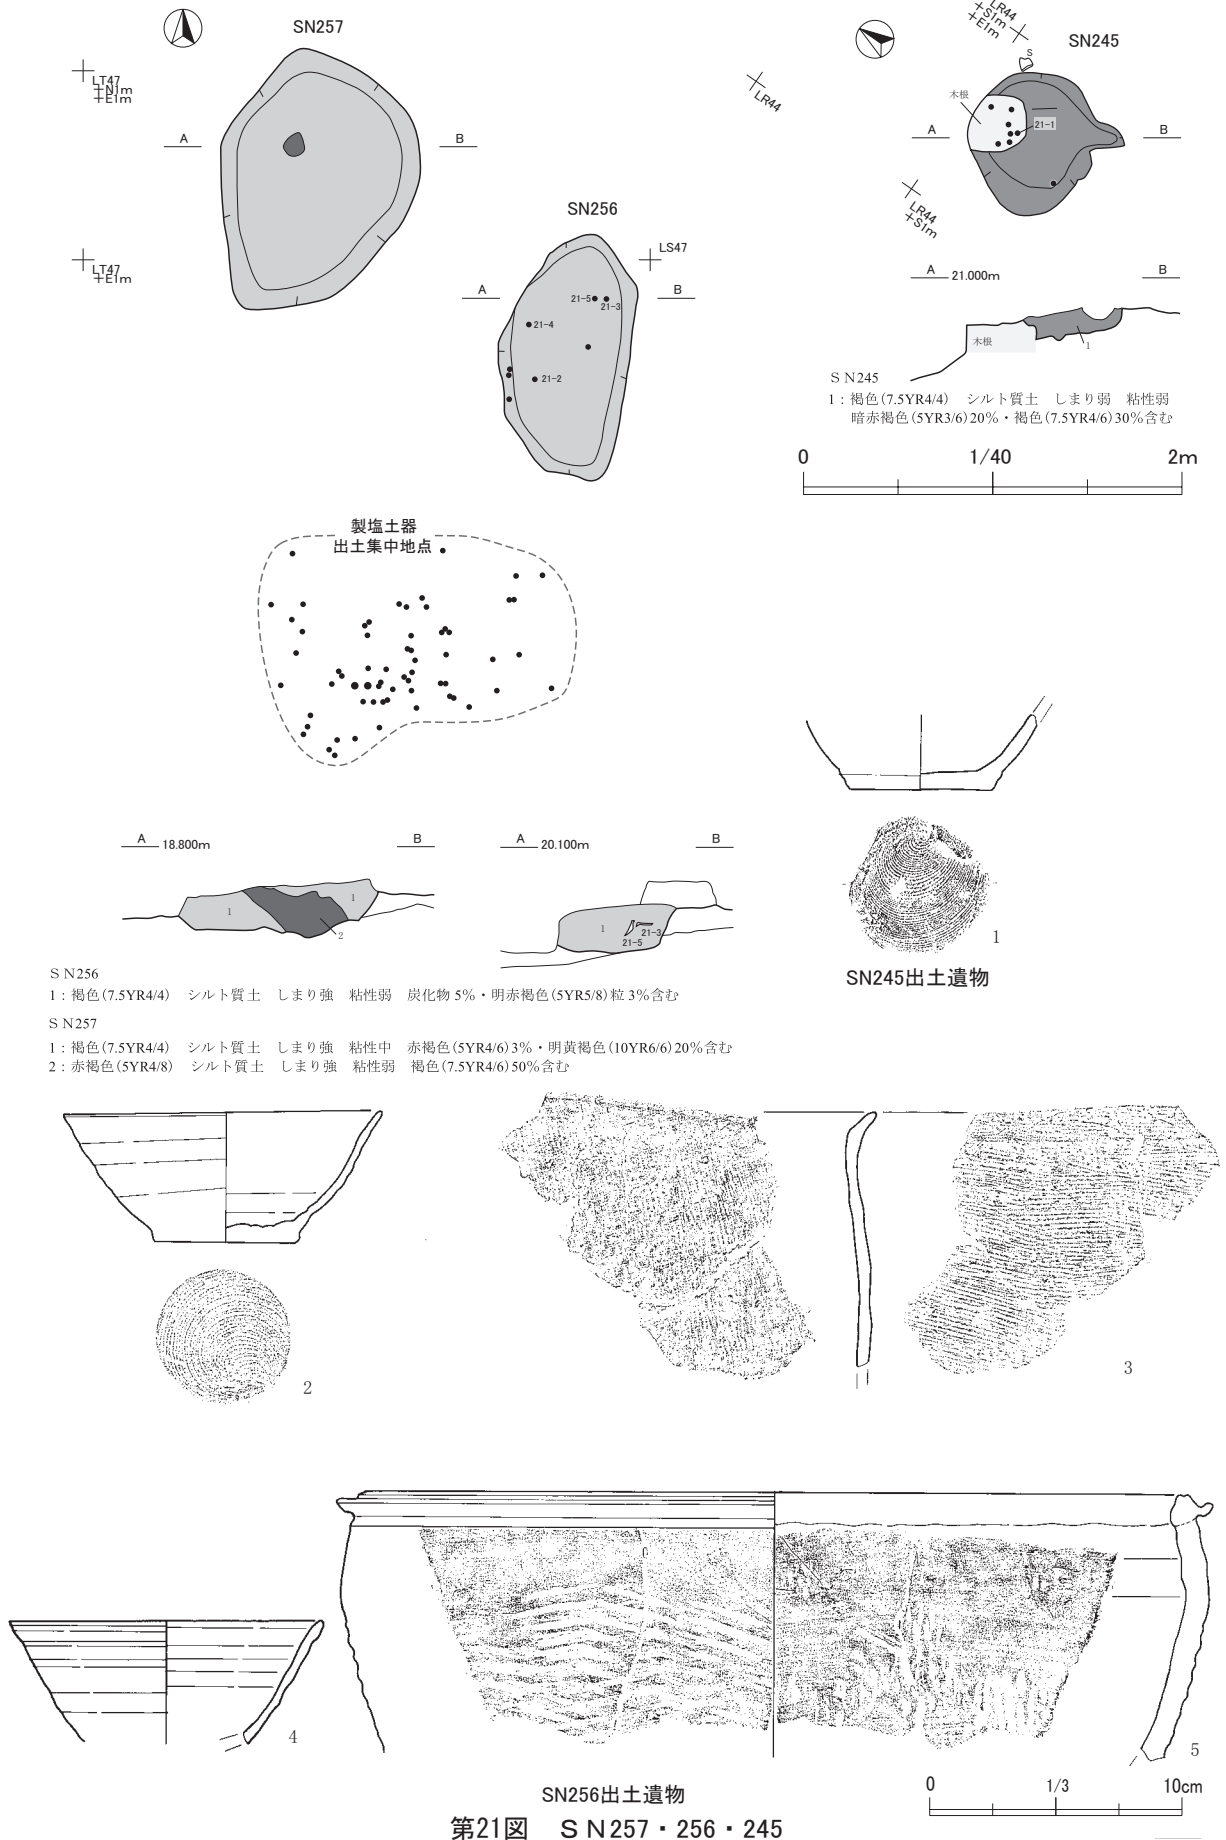 SN257
LT47
+N1m
+E1m
A
B
LT47
+E1m
SN256
LS47
A
B
21-5
21-3
21-4
21-2
LR44
+S1m
+E1m
SN245
S
LR44
木根
21-1
A
B
LR44
+S1m
A 21.000m
B
木根
1
ＳＮ245
1：褐色(7.5YR4/4)　シルト質土　しまり弱　粘性弱
暗赤褐色(5YR3/6)20％・褐色(7.5YR4/6)30％含む
0
1/40
2m
製塩土器
出土集中地点
1
SN245出土遺物
A 18.800m
B
1
1
2
A 20.100m
B
1
21-3
21-5
ＳＮ256
1：褐色(7.5YR4/4)　シルト質土　しまり強　粘性弱　炭化物 5％・明赤褐色(5YR5/8)粒 3％含む
ＳＮ257
1：褐色(7.5YR4/4)　シルト質土　しまり強　粘性中　赤褐色(5YR4/6)3％・明黄褐色(10YR6/6)20％含む
2：赤褐色(5YR4/8)　シルト質土　しまり強　粘性弱　褐色(7.5YR4/6)50％含む
2
3
4
5
SN256出土遺物
0
1/3
10cm
第21図　ＳＮ257・256・245